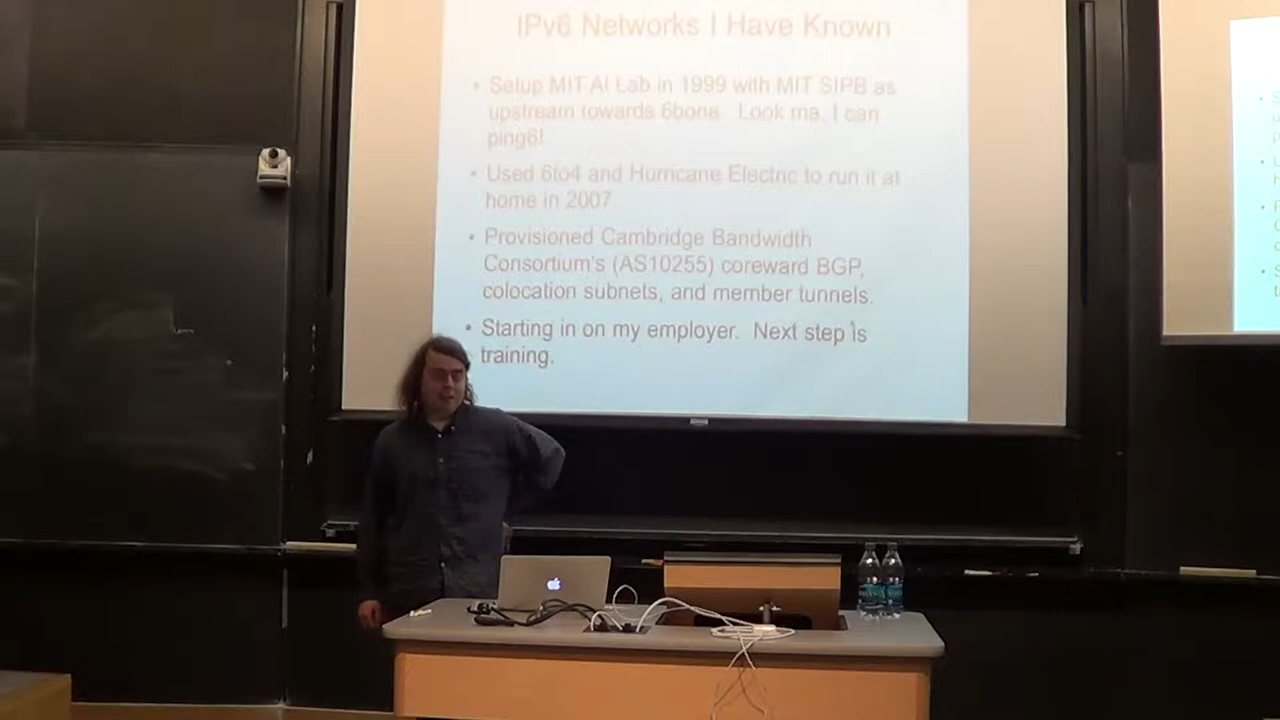 IPv6 Networks I Have Known
• Setup MIT AI Lab in 1999 with MIT SIPB as
upstream towards 6bone. Look ma, I can
ping6!
• Used 6to4 and Hurricane Electric to run it at
home in 2007
• Provisioned Cambridge Bandwidth
Consortium's (AS10255) coreward BGP,
colocation subnets, and member tunnels.
• Starting in on my employer. Next step is
training.